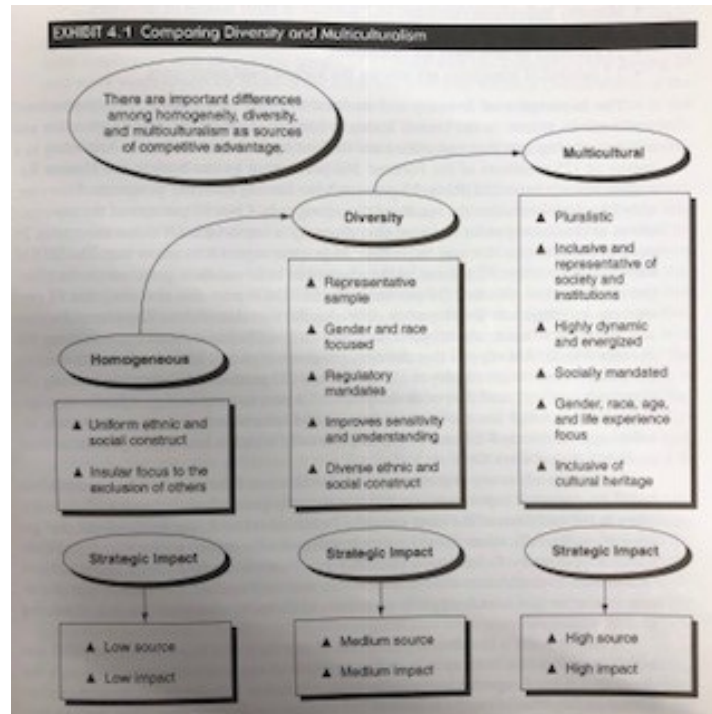 EXHIBIT 4.1 Comparing Diversity and Multiculturalism
There are important differences
among homogeneity, diversity,
and multiculturalism as sources
of competitive advantage.
Homogeneous
▲ Uniform ethnic and
social construct
▲ Insular focus to the
exclusion of others
Strategic Impact
▲ Low source
▲ Low impact
Diversity
▲ Representative
sample
▲ Gender and race
focused
▲ Regulatory
mandates
▲ Improves sensitivity
and understanding
▲ Diverse ethnic and
social construct
Strategic Impact
▲ Medium source
▲ Medium impact
Multicultural
▲ Pluralistic
▲ Inclusive and
representative of
society and
institutions
▲ Highly dynamic
and energized
▲ Socially mandated
▲ Gender, race, age,
and life experience
focus
▲ Inclusive of
cultural heritage
Strategic Impact
▲ High source
▲ High impact